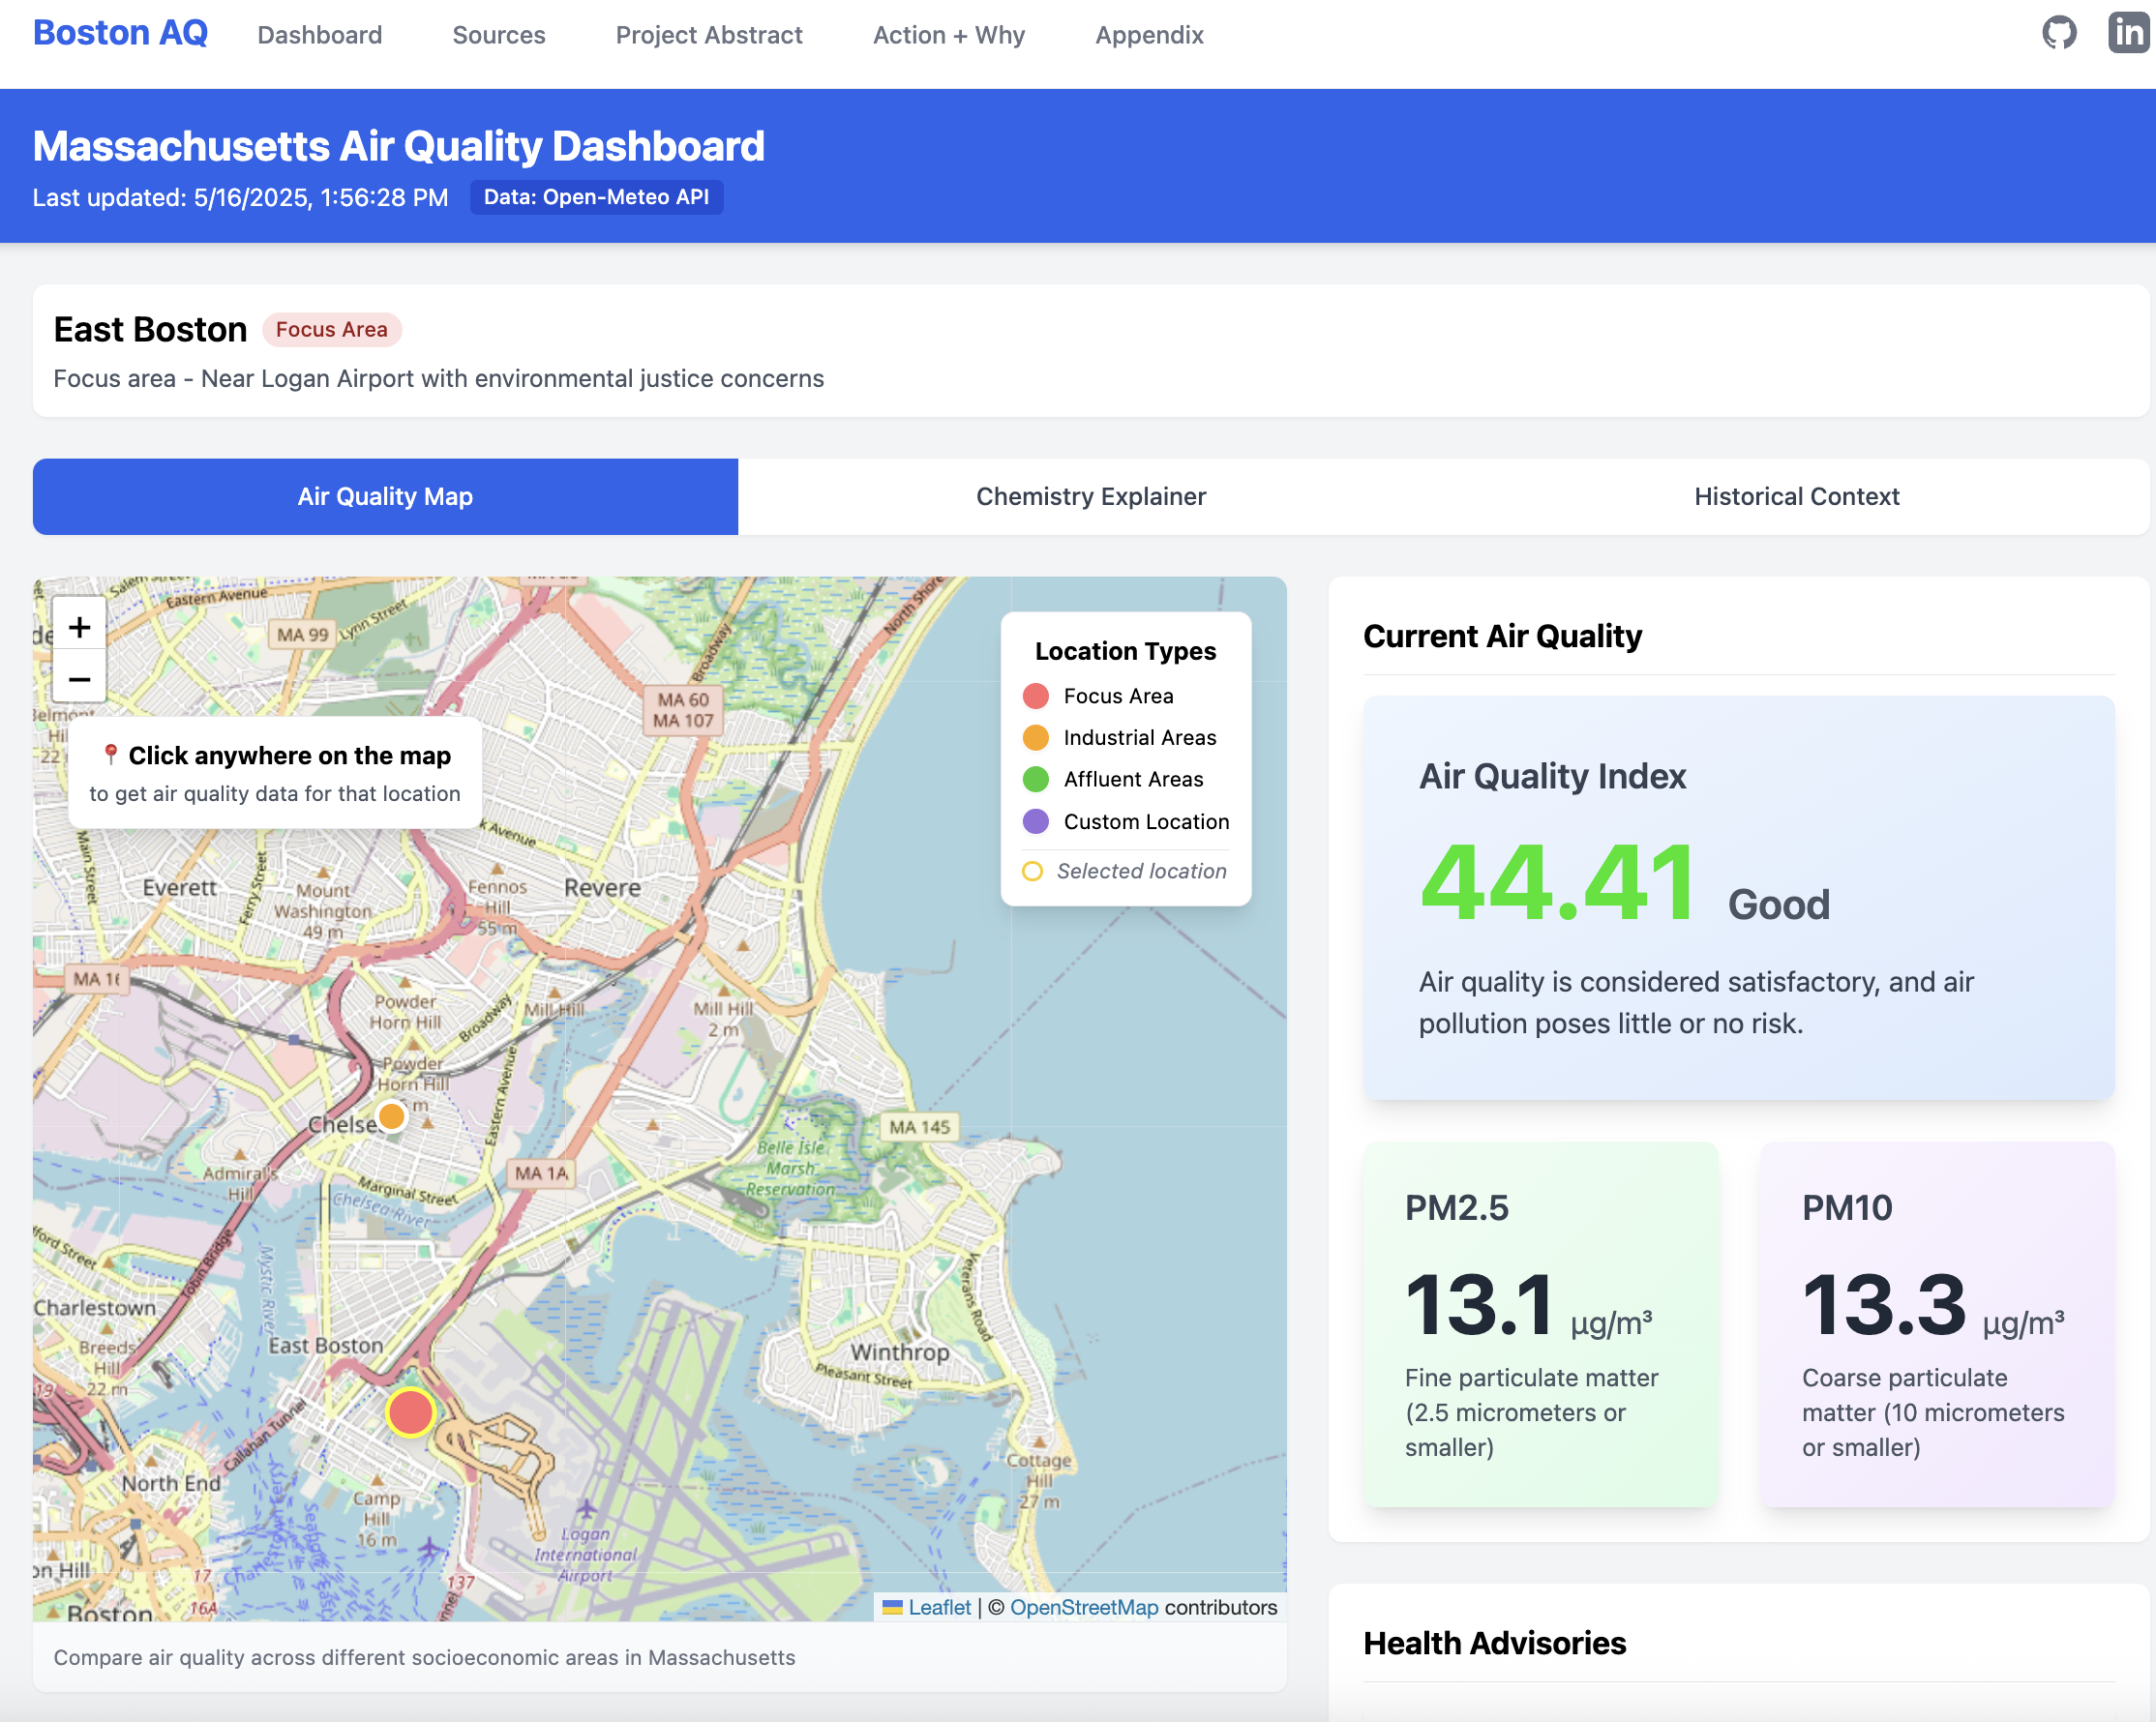 Boston AQ
Dashboard
Sources
Project Abstract
Action + Why
Appendix
in
Massachusetts Air Quality Dashboard
Last updated: 5/16/2025, 1:56:28 PM
Data: Open-Meteo API
East Boston
Focus Area
Focus area - Near Logan Airport with environmental justice concerns
Air Quality Map
Chemistry Explainer
Historical Context
+
−
Click anywhere on the map
to get air quality data for that location
Location Types
Focus Area
Industrial Areas
Affluent Areas
Custom Location
Selected location
Eastern Avenue
MA 99
Lynn Street
Broadway
North Shore
MA 60
MA 107
Main Street
Ferry Street
Everett
Mount
Washington
49 m
Fennos
Hill
55 m
Revere
MA 16
Powder
Horn Hill
Broadway
Mill Hill
Mill Hill
2 m
Powder
Horn Hill
Eastern Avenue
MA 145
Admiral's
Hill
Marginal Street
Chelsea River
MA 1A
Belle Isle
Marsh
Reservation
Tobin Bridge
Mystic River
Charlestown
Breeds
Hill
22 m
East Boston
Veterans Road
Winthrop
Pleasant Street
Callahan Tunnel
North End
Camp
Hill
16 m
Logan
International
Airport
Cottage
Hill
27 m
17
16A
137
19
Boston
Leaflet | © OpenStreetMap contributors
Compare air quality across different socioeconomic areas in Massachusetts
Current Air Quality
Air Quality Index
44.41 Good
Air quality is considered satisfactory, and air
pollution poses little or no risk.
PM2.5
13.1 µg/m³
Fine particulate matter
(2.5 micrometers or
smaller)
PM10
13.3 µg/m³
Coarse particulate
matter (10 micrometers
or smaller)
Health Advisories